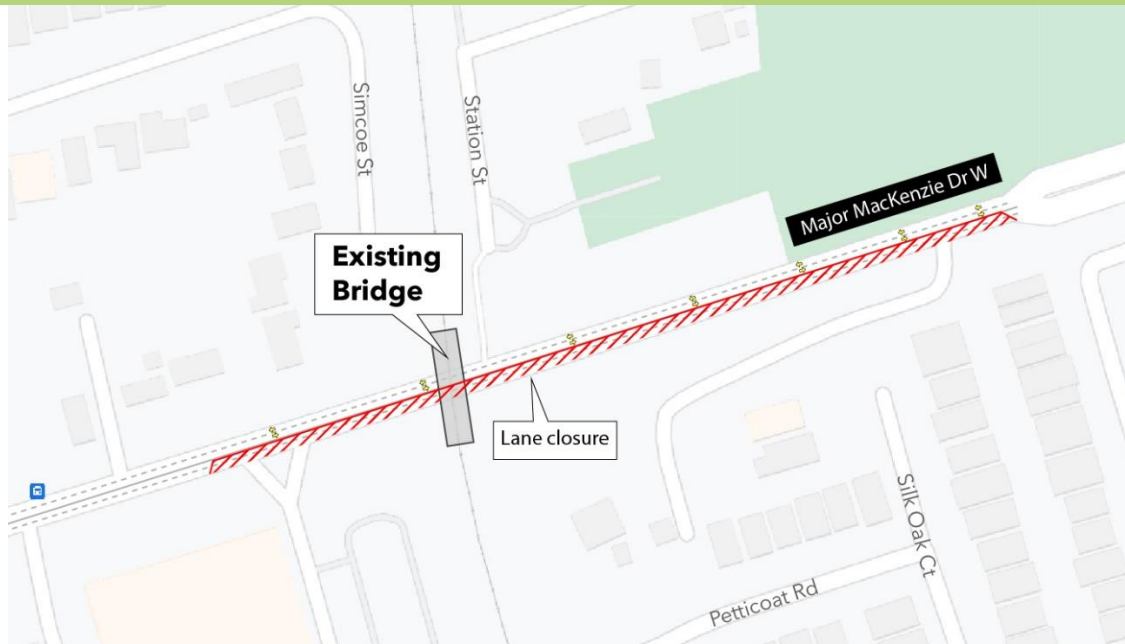 Simcoe St
Station St
Major MacKenzie Dr W
Existing
Bridge
Lane closure
Silk Oak Ct
Petticoat Rd